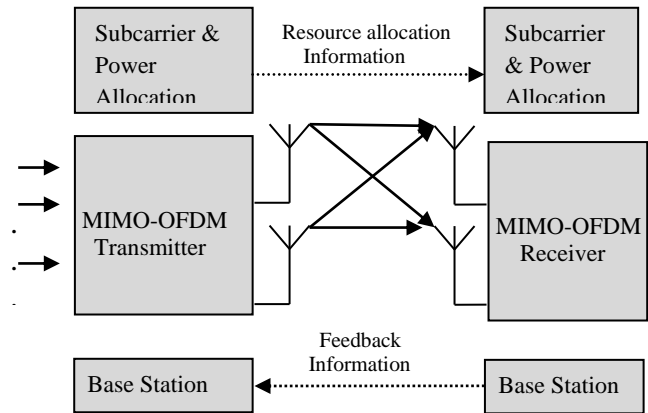 Subcarrier &
Power
Allocation
Resource allocation
Information
Subcarrier
& Power
Allocation
MIMO-OFDM
Transmitter
MIMO-OFDM
Receiver
Feedback
Information
Base Station
Base Station